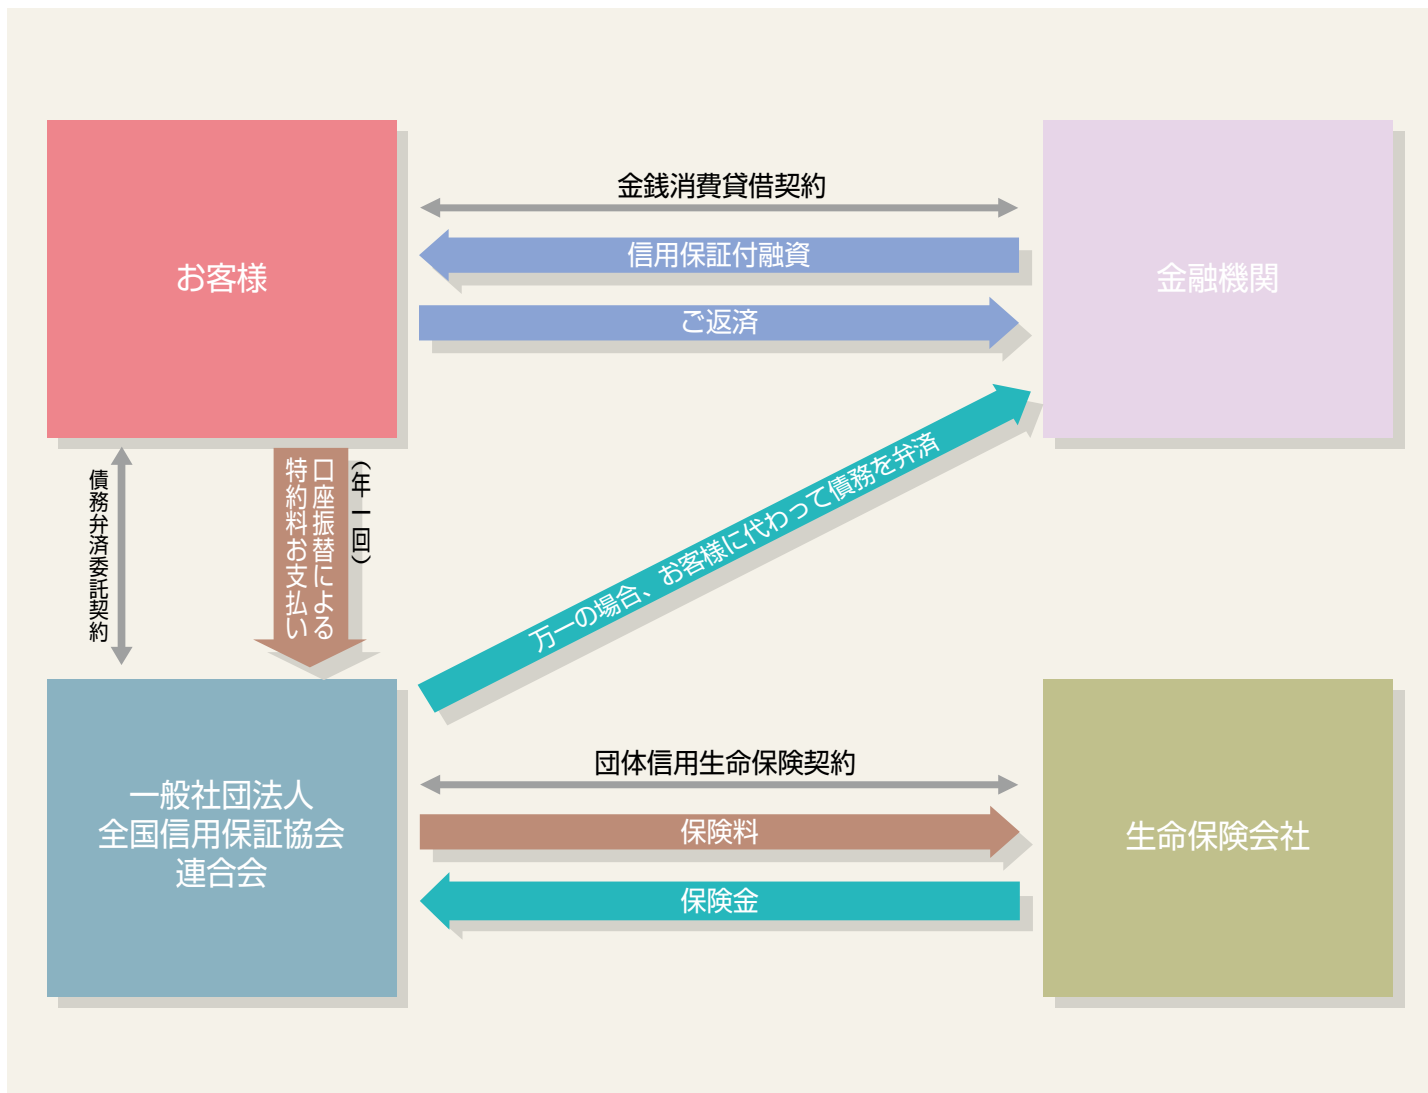 金銭消費貸借契約
お客様
信用保証付融資
ご返済
金融機関
債務弁済委託契約
口座振替による
特約料お支払い
（年一回）
万一の場合、お客様に代わって債務を弁済
団体信用生命保険契約
一般社団法人
全国信用保証協会
連合会
保険料
保険金
生命保険会社